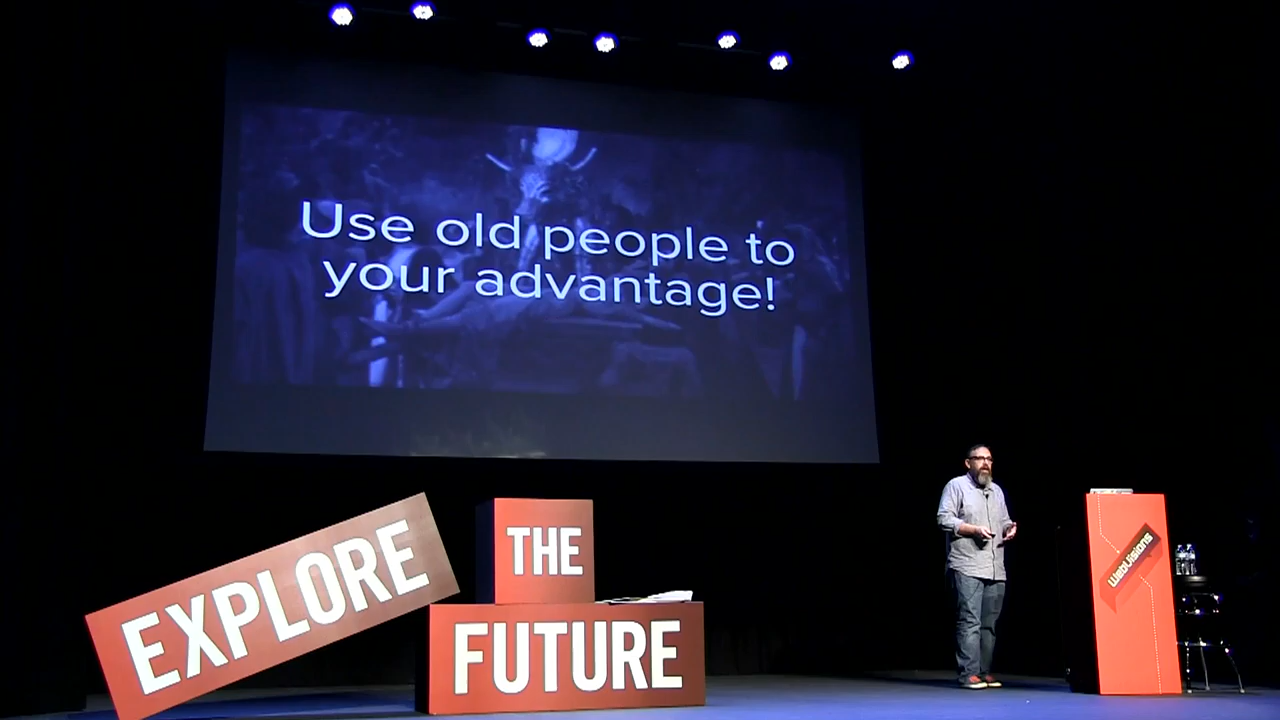 Use old people to
your advantage!
EXPLORE
THE
FUTURE
WebVisions